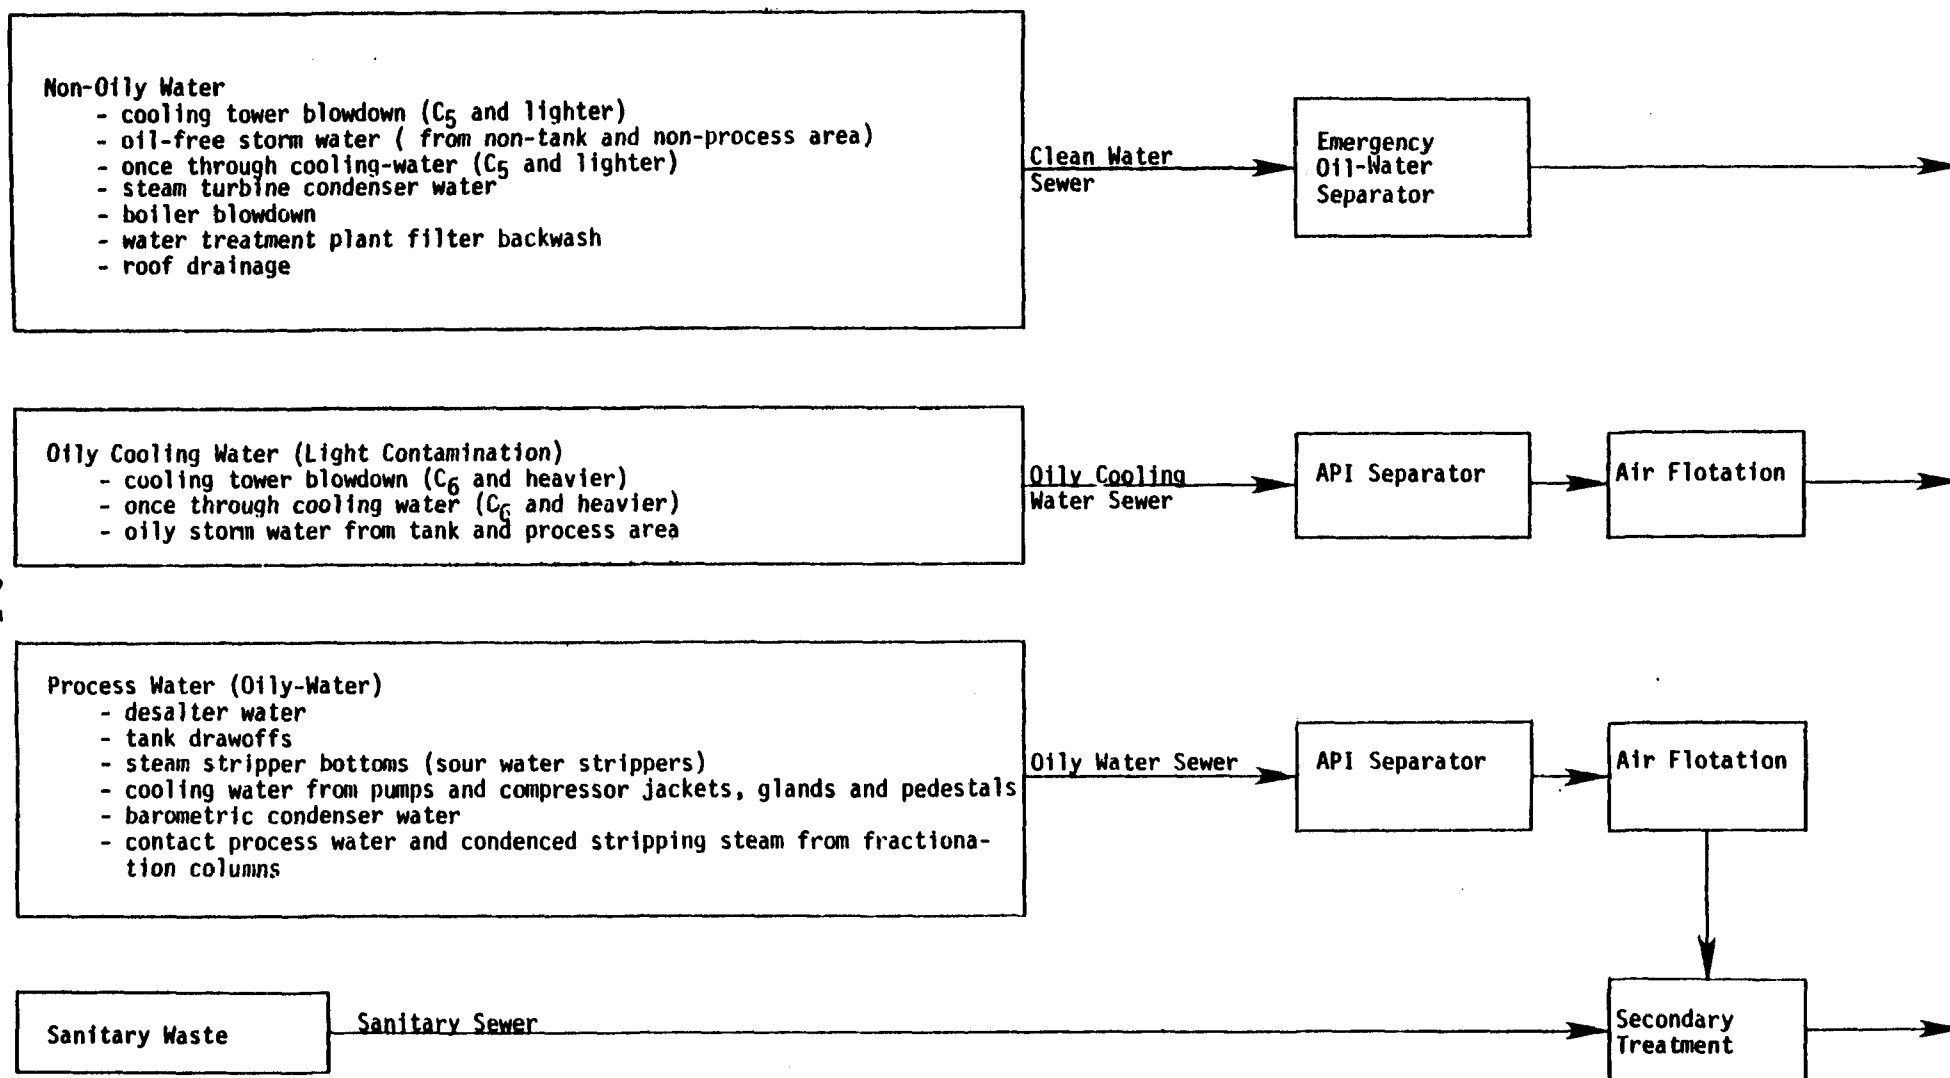 Non-Oily Water
- cooling tower blowdown (C5 and lighter)
- oil-free storm water ( from non-tank and non-process area)
- once through cooling-water (C5 and lighter)
- steam turbine condenser water
- boiler blowdown
- water treatment plant filter backwash
- roof drainage
Clean Water
Sewer
Emergency
Oil-Water
Separator
Oily Cooling Water (Light Contamination)
- cooling tower blowdown (C6 and heavier)
- once through cooling water (C6 and heavier)
- oily storm water from tank and process area
Oily Cooling
Water Sewer
API Separator
Air Flotation
Process Water (Oily-Water)
- desalter water
- tank drawoffs
- steam stripper bottoms (sour water strippers)
- cooling water from pumps and compressor jackets, glands and pedestals
- barometric condenser water
- contact process water and condenced stripping steam from fractiona-
tion columns
Oily Water Sewer
API Separator
Air Flotation
Sanitary Waste
Sanitary Sewer
Secondary
Treatment